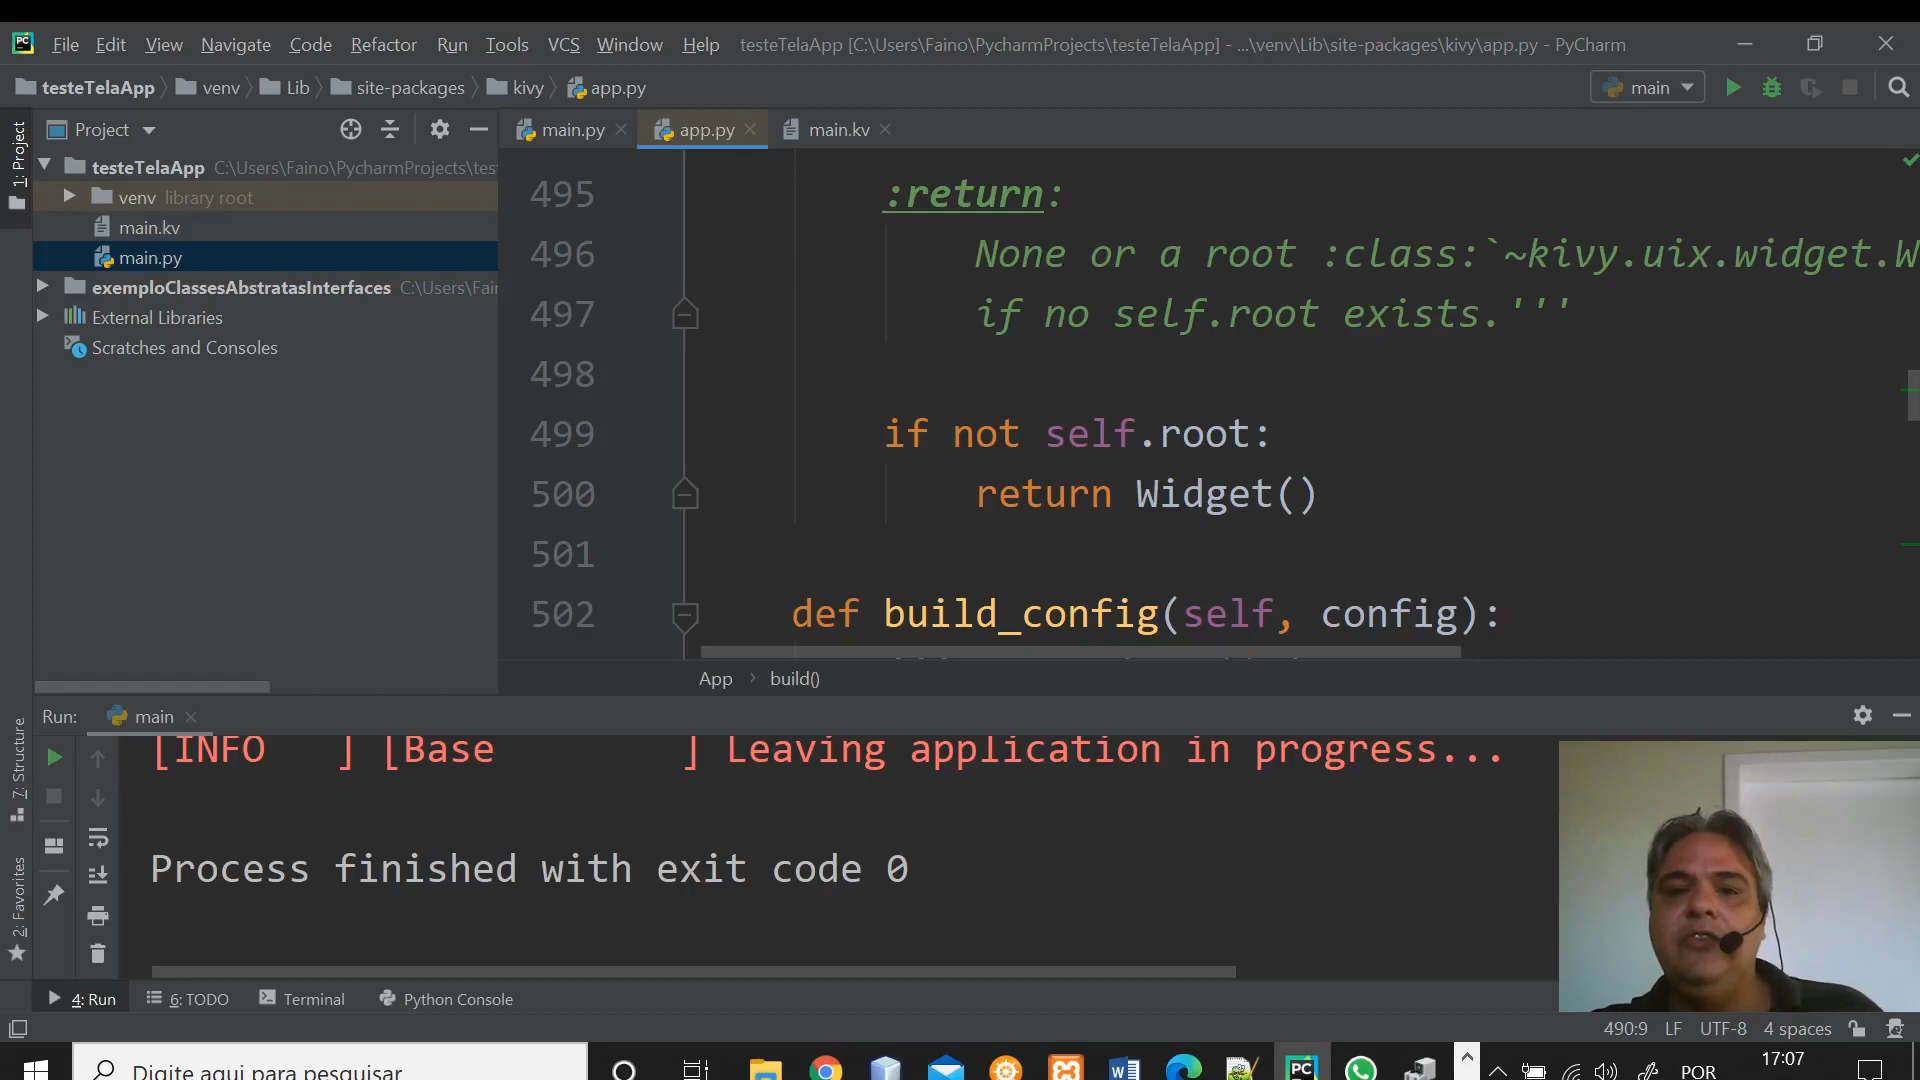 File Edit View Navigate Code Refactor Run Tools VCS Window Help testeTelaApp [C:\Users\Faino\PycharmProjects\testeTelaApp] - ...\venv\Lib\site-packages\kivy\app.py - PyCharm
testeTelaApp venv Lib site-packages kivy app.py main
1: Project
Project
main.py app.py main.kv
testeTelaApp C:\Users\Faino\PycharmProjects\tes
venv library root
main.kv
main.py
exemploClassesAbstratasInterfaces C:\Users\Fai
External Libraries
Scratches and Consoles
495 :return:
496 None or a root :class:`~kivy.uix.widget.W
497 if no self.root exists.'''
498
499 if not self.root:
500 return Widget()
501
502 def build_config(self, config):
App build()
Run: main
7: Structure
2: Favorites
[INFO ] [Base ] Leaving application in progress...
Process finished with exit code 0
4: Run 6: TODO Terminal Python Console
490:9 LF UTF-8 4 spaces
Digite aqui para pesquisar
POR
17:07